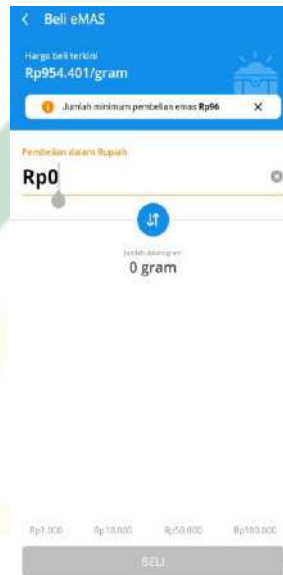 < Beli eMAS
Harga beli terkini
Rp954.401/gram
Jumlah minimum pembelian emas Rp96
Pembelian dalam Rupiah
Rp0
Jumlah dalam gram
0 gram
Rp1.000 Rp10.000 Rp50.000 Rp100.000
BELI